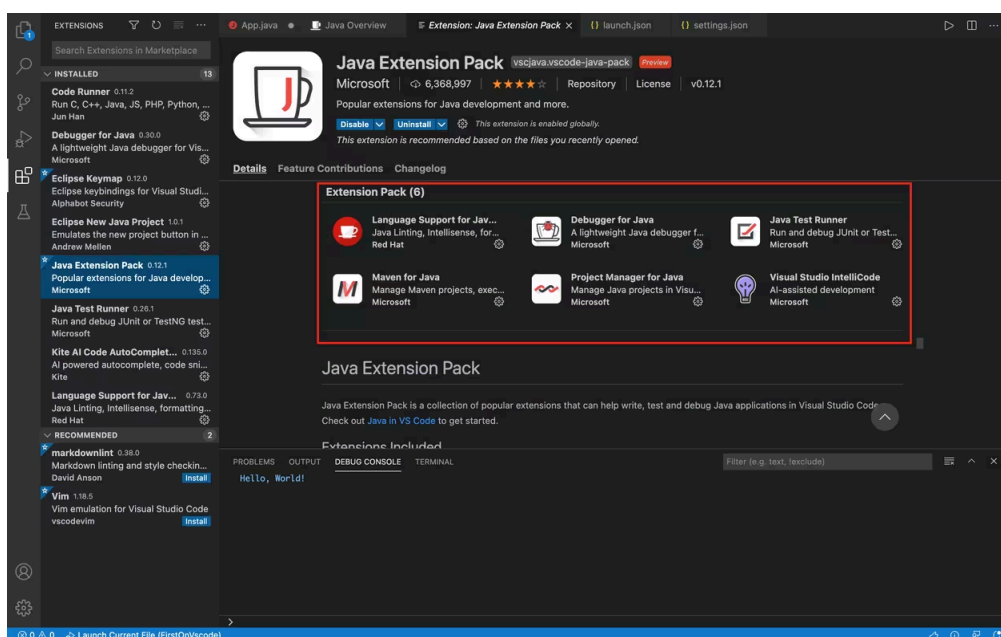 EXTENSIONS
App.java
Java Overview
Extension: Java Extension Pack
launch.json
settings.json
Search Extensions in Marketplace
INSTALLED 13
Code Runner 0.11.2
Run C, C++, Java, JS, PHP, Python, ...
Jun Han
Debugger for Java 0.30.0
A lightweight Java debugger for Vis...
Microsoft
Eclipse Keymap 0.12.0
Eclipse keybindings for Visual Studi...
Alphabot Security
Eclipse New Java Project 1.0.1
Emulates the new project button in ...
Andrew Mellen
Java Extension Pack 0.12.1
Popular extensions for Java develop...
Microsoft
Java Test Runner 0.26.1
Run and debug JUnit or TestNG test...
Microsoft
Kite AI Code AutoComplet... 0.135.0
AI powered autocomplete, code sni...
Kite
Language Support for Jav... 0.73.0
Java Linting, Intellisense, formatting...
Red Hat
RECOMMENDED 2
markdownlint 0.38.0
Markdown linting and style checkin...
David Anson Install
Vim 1.18.5
Vim emulation for Visual Studio Code
vscodevim Install
Java Extension Pack vscjava.vscode-java-pack Preview
Microsoft 6,368,997 Repository License v0.12.1
Popular extensions for Java development and more.
Disable Uninstall This extension is enabled globally.
This extension is recommended based on the files you recently opened.
Details Feature Contributions Changelog
Extension Pack (6)
Language Support for Jav...
Java Linting, Intellisense, for...
Red Hat
Debugger for Java
A lightweight Java debugger f...
Microsoft
Java Test Runner
Run and debug JUnit or Test...
Microsoft
Maven for Java
Manage Maven projects, exec...
Microsoft
Project Manager for Java
Manage Java projects in Visu...
Microsoft
Visual Studio IntelliCode
AI-assisted development
Microsoft
Java Extension Pack
Java Extension Pack is a collection of popular extensions that can help write, test and debug Java applications in Visual Studio Code.
Check out Java in VS Code to get started.
Extensions Included
PROBLEMS OUTPUT DEBUG CONSOLE TERMINAL
Filter (e.g. text, !exclude)
Hello, World!
0 0 Launch Current File (FirstOnVscode)